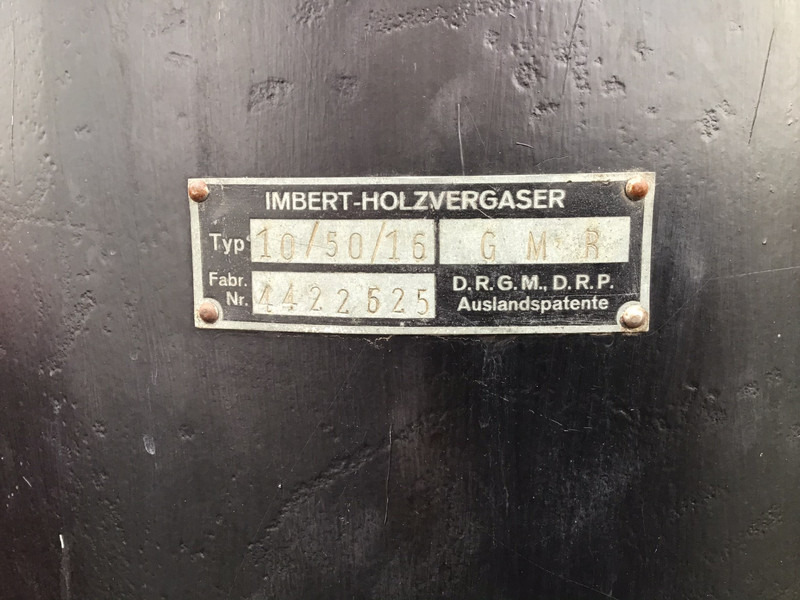 IMBERT-HOLZVERGASER
Typ 10/50/16 G M R
Fabr. Nr. 4422525
D.R.G.M., D.R.P.
Auslandspatente